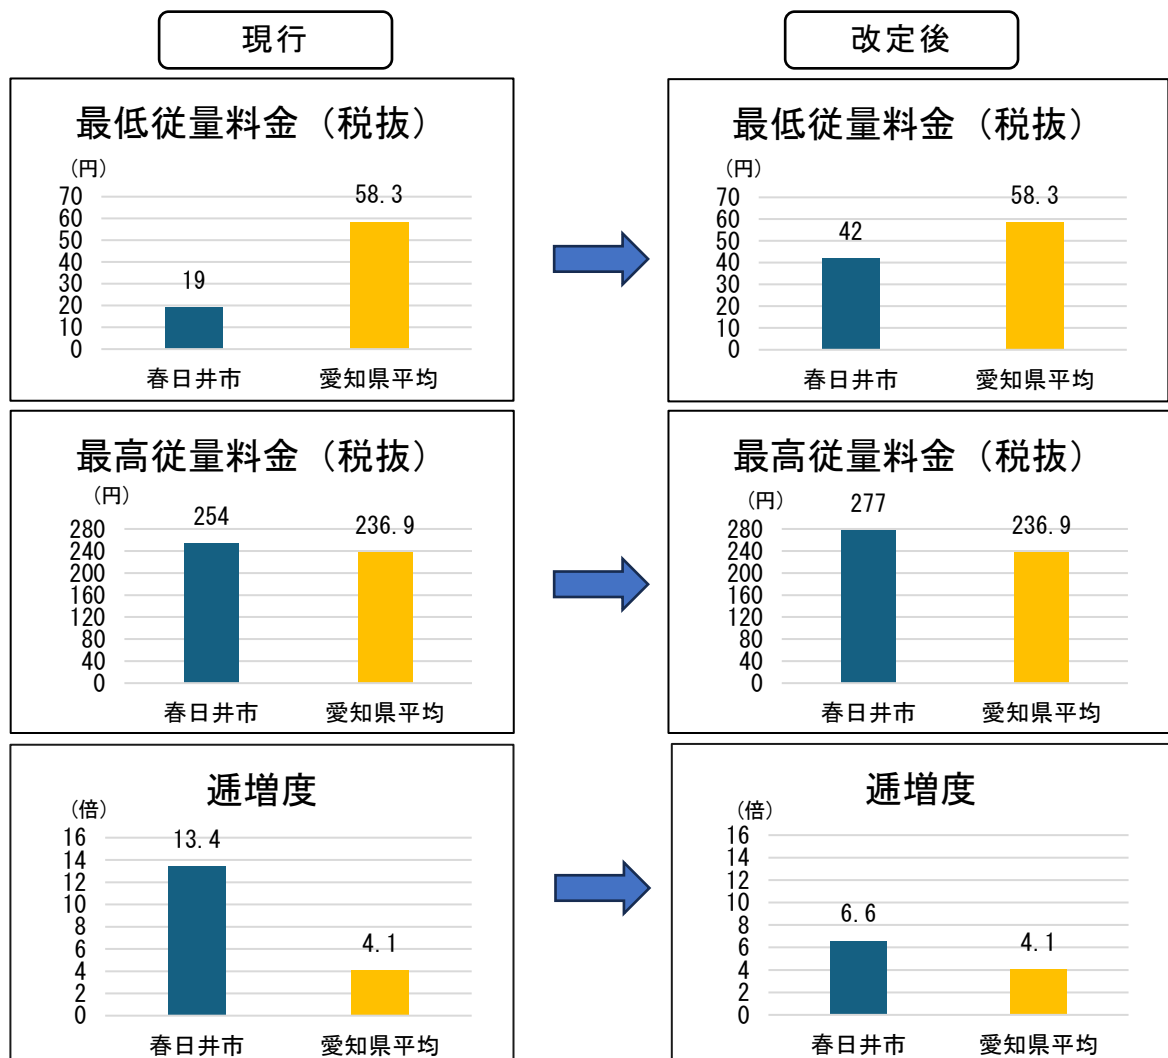 現行
改定後
最低従量料金（税抜）
(円)
70
60
50
40
30
20
10
0
19
58.3
春日井市
愛知県平均
最低従量料金（税抜）
(円)
70
60
50
40
30
20
10
0
42
58.3
春日井市
愛知県平均
最高従量料金（税抜）
(円)
280
240
200
160
120
80
40
0
254
236.9
春日井市
愛知県平均
最高従量料金（税抜）
(円)
280
240
200
160
120
80
40
0
277
236.9
春日井市
愛知県平均
逓増度
(倍)
16
14
12
10
8
6
4
2
0
13.4
4.1
春日井市
愛知県平均
逓増度
(倍)
16
14
12
10
8
6
4
2
0
6.6
4.1
春日井市
愛知県平均